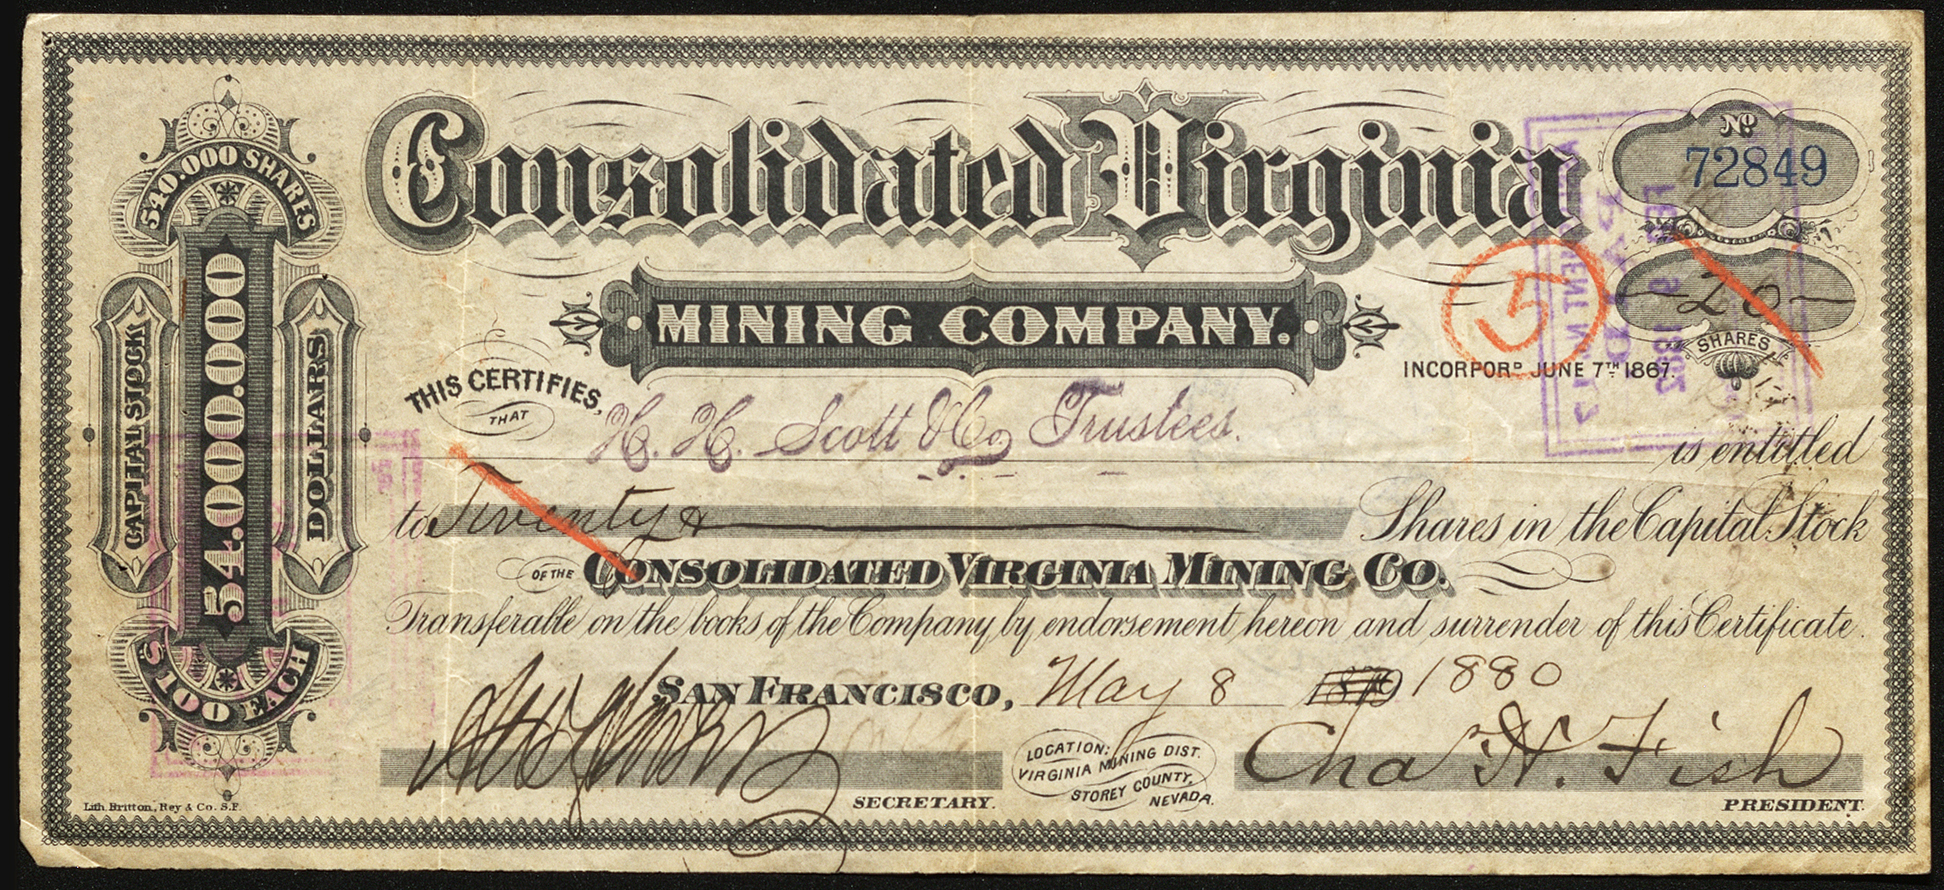 Consolidated Virginia
Nº
72849
MINING COMPANY.
5
20
SHARES
INCORPORD JUNE 7TH 1867.
540.000 SHARES
CAPITAL STOCK
54.000.000
DOLLARS
$100 EACH
THIS CERTIFIES,
THAT
H. H. Scott & Co Trustees.
is entitled
to Twenty & Shares in the Capital Stock
OF THE CONSOLIDATED VIRGINIA MINING CO.
Transferable on the books of the Company by endorsement hereon and surrender of this Certificate.
SAN FRANCISCO, May 8 1880
LOCATION:
VIRGINIA MINING DIST.
STOREY COUNTY,
NEVADA.
Cha H. Fish
SECRETARY.
PRESIDENT.
Lith. Britton, Rey & Co. S.F.